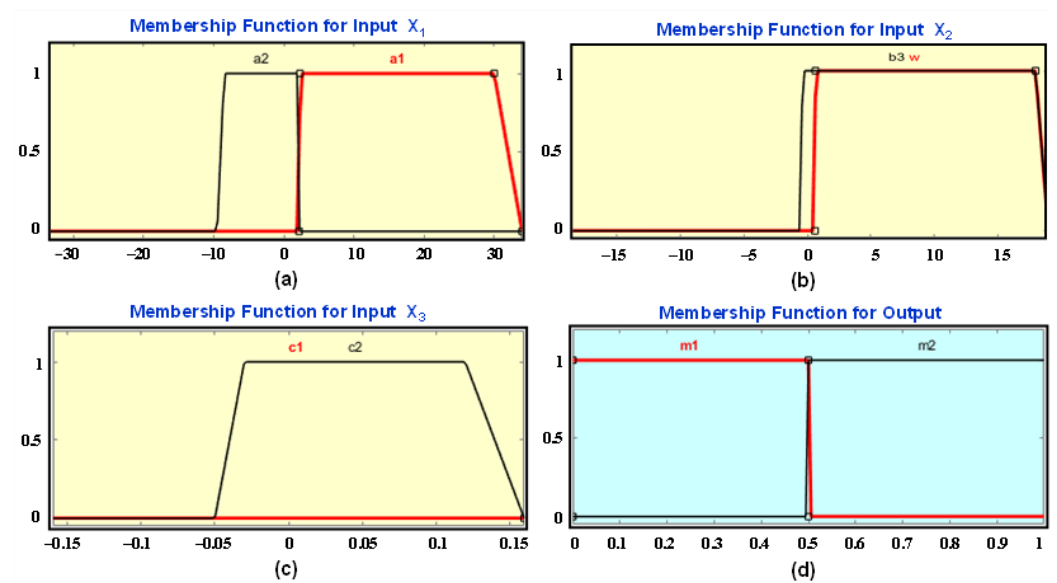 Membership Function for Input X₁
a2 a1
1
0.5
0
−30 −20 −10 0 10 20 30
(a)
Membership Function for Input X₂
b3 w
1
0.5
0
−15 −10 −5 0 5 10 15
(b)
Membership Function for Input X₃
c1 c2
1
0.5
0
−0.15 −0.1 −0.05 0 0.05 0.1 0.15
(c)
Membership Function for Output
m1 m2
1
0.5
0
0 0.1 0.2 0.3 0.4 0.5 0.6 0.7 0.8 0.9 1
(d)